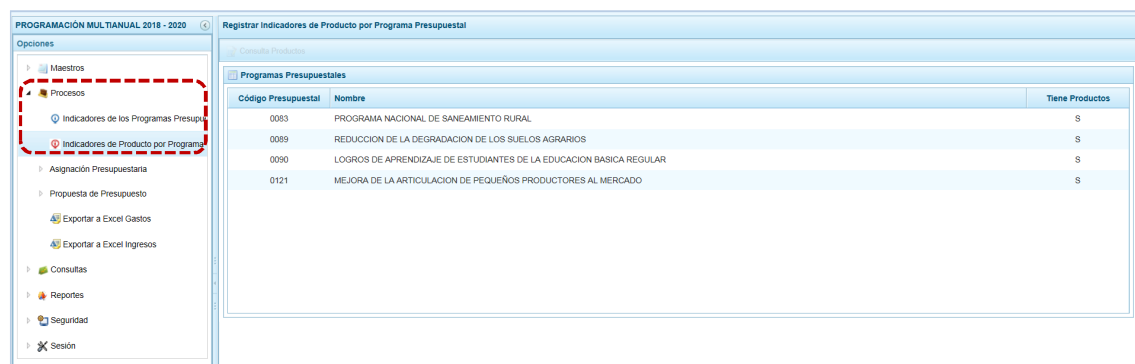 PROGRAMACIÓN MULTIANUAL 2018 - 2020
Opciones
Maestros
Procesos
Indicadores de los Programas Presupu
Indicadores de Producto por Programa
Asignación Presupuestaria
Propuesta de Presupuesto
Exportar a Excel Gastos
Exportar a Excel Ingresos
Consultas
Reportes
Seguridad
Sesión
Registrar Indicadores de Producto por Programa Presupuestal
Consulta Productos
Programas Presupuestales
Código Presupuestal Nombre Tiene Productos
0083 PROGRAMA NACIONAL DE SANEAMIENTO RURAL S
0089 REDUCCION DE LA DEGRADACION DE LOS SUELOS AGRARIOS S
0090 LOGROS DE APRENDIZAJE DE ESTUDIANTES DE LA EDUCACION BASICA REGULAR S
0121 MEJORA DE LA ARTICULACION DE PEQUEÑOS PRODUCTORES AL MERCADO S